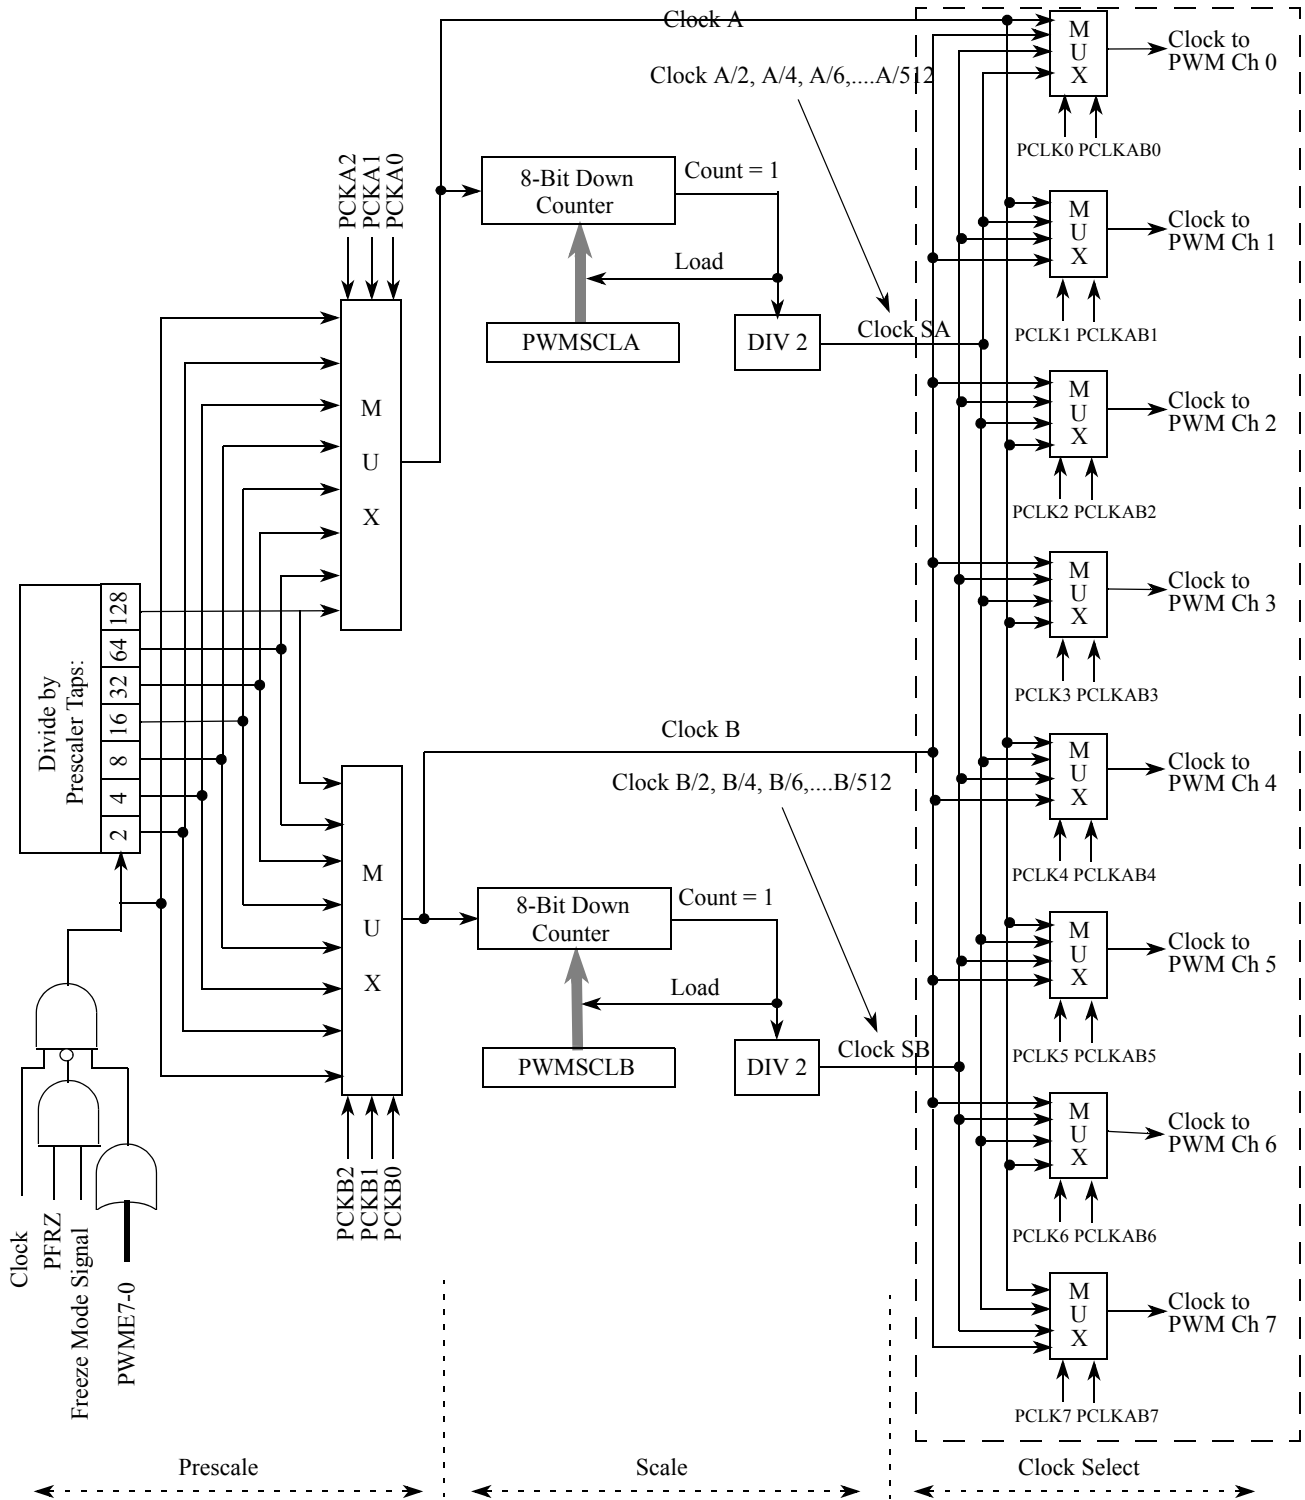 Clock A
Clock A/2, A/4, A/6,....A/512
PCKA2
PCKA1
PCKA0
8-Bit Down
Counter
Count = 1
Load
PWMSCLA
DIV 2
Clock SA
M
U
X
Divide by
Prescaler Taps:
128
64
32
16
8
4
2
Clock B
Clock B/2, B/4, B/6,....B/512
M
U
X
8-Bit Down
Counter
Count = 1
Load
PWMSCLB
DIV 2
Clock SB
PCKB2
PCKB1
PCKB0
Clock
PFRZ
Freeze Mode Signal
PWME7-0
M
U
X
Clock to
PWM Ch 0
PCLK0 PCLKAB0
M
U
X
Clock to
PWM Ch 1
PCLK1 PCLKAB1
M
U
X
Clock to
PWM Ch 2
PCLK2 PCLKAB2
M
U
X
Clock to
PWM Ch 3
PCLK3 PCLKAB3
M
U
X
Clock to
PWM Ch 4
PCLK4 PCLKAB4
M
U
X
Clock to
PWM Ch 5
PCLK5 PCLKAB5
M
U
X
Clock to
PWM Ch 6
PCLK6 PCLKAB6
M
U
X
Clock to
PWM Ch 7
PCLK7 PCLKAB7
Prescale
Scale
Clock Select